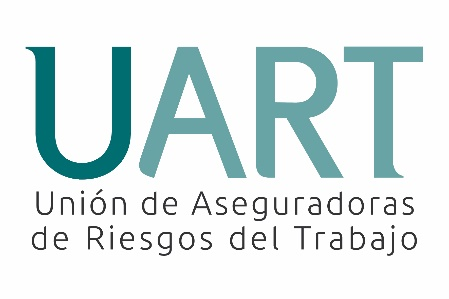 UART
Unión de Aseguradoras
de Riesgos del Trabajo